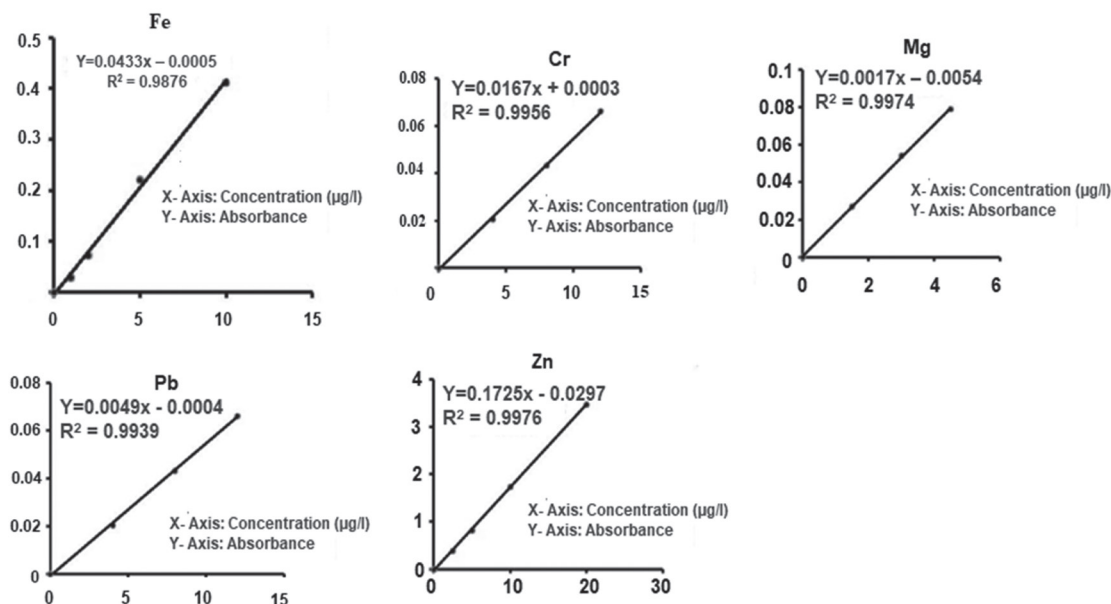 Fe
0.5
0.4
0.3
0.2
0.1
0
0 5 10 15
Y=0.0433x – 0.0005
R² = 0.9876
X- Axis: Concentration (µg/l)
Y- Axis: Absorbance
Cr
0.08
0.06
0.04
0.02
0 5 10 15
Y=0.0167x + 0.0003
R² = 0.9956
X- Axis: Concentration (µg/l)
Y- Axis: Absorbance
Mg
0.1
0.08
0.06
0.04
0.02
0
0 2 4 6
Y=0.0017x – 0.0054
R² = 0.9974
X- Axis: Concentration (µg/l)
Y- Axis: Absorbance
Pb
0.08
0.06
0.04
0.02
0
0 5 10 15
Y=0.0049x - 0.0004
R² = 0.9939
X- Axis: Concentration (µg/l)
Y- Axis: Absorbance
Zn
4
3
2
1
0
0 10 20 30
Y=0.1725x - 0.0297
R² = 0.9976
X- Axis: Concentration (µg/l)
Y- Axis: Absorbance